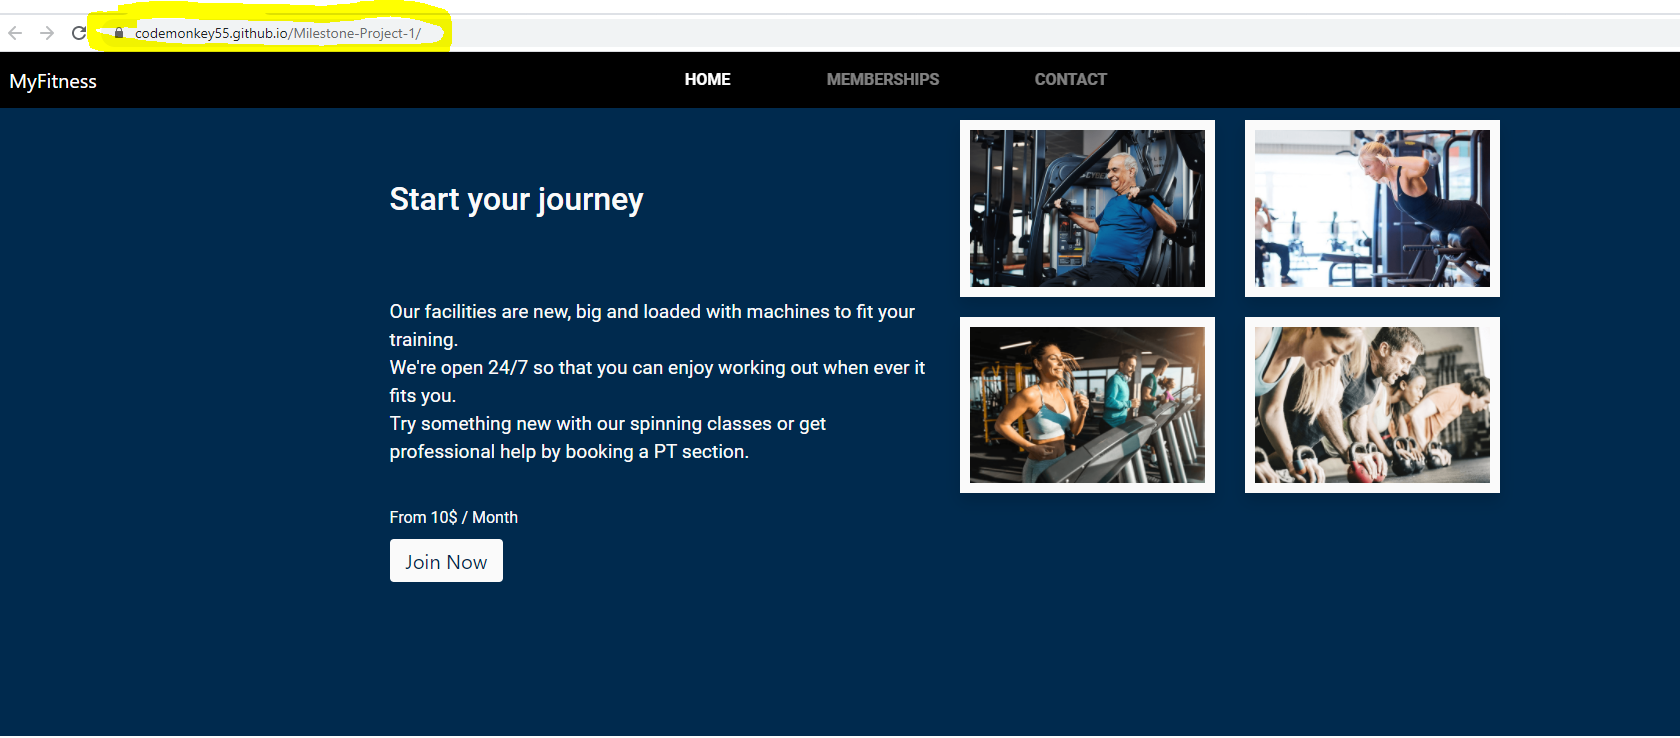 codemonkey55.github.io/Milestone-Project-1/
MyFitness
HOME
MEMBERSHIPS
CONTACT
Start your journey
Our facilities are new, big and loaded with machines to fit your
training.
We're open 24/7 so that you can enjoy working out when ever it
fits you.
Try something new with our spinning classes or get
professional help by booking a PT section.
From 10$ / Month
Join Now